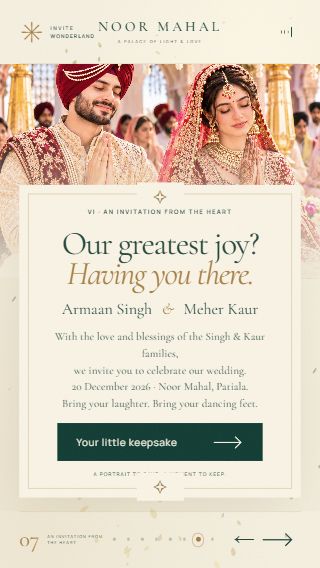 INVITE
WONDERLAND
NOOR MAHAL
A PALACE OF LIGHT & LOVE
VI · AN INVITATION FROM THE HEART
Our greatest joy?
Having you there.
Armaan Singh & Meher Kaur
With the love and blessings of the Singh & Kaur
families,
we invite you to celebrate our wedding.
20 December 2026 · Noor Mahal, Patiala.
Bring your laughter. Bring your dancing feet.
Your little keepsake
A PORTRAIT TO KEEP.
07
AN INVITATION FROM
THE HEART